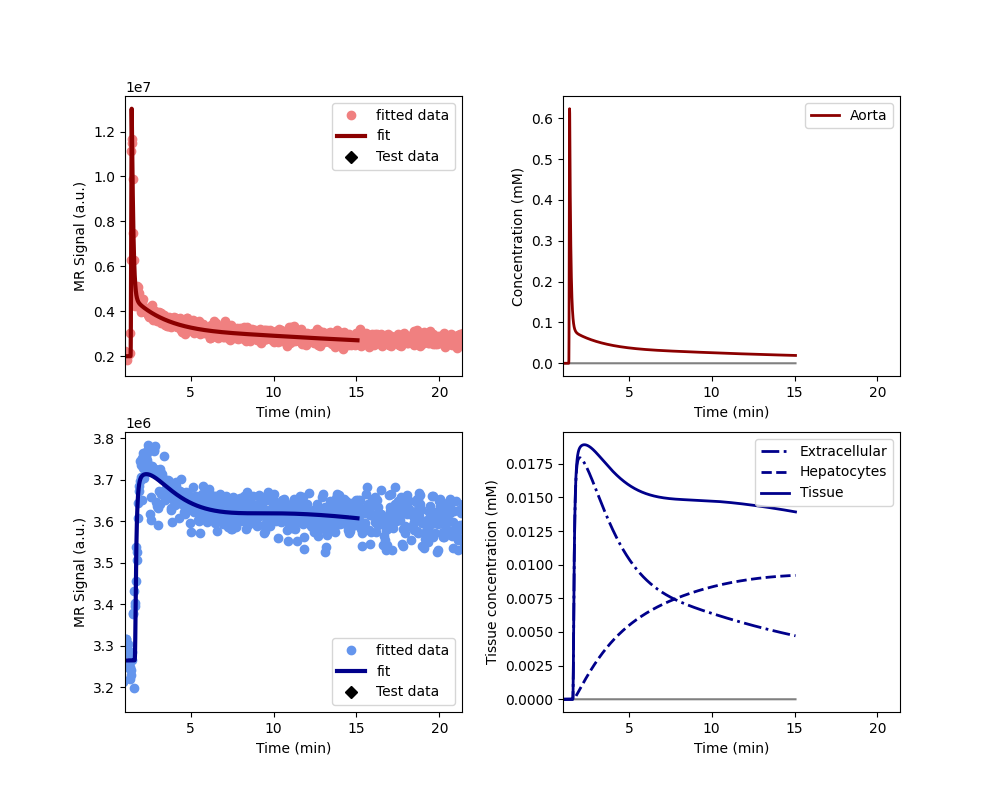 1e7
MR Signal (a.u.)
1.2
1.0
0.8
0.6
0.4
0.2
5
10
15
20
Time (min)
fitted data
fit
Test data
Concentration (mM)
0.6
0.5
0.4
0.3
0.2
0.1
0.0
5
10
15
20
Time (min)
Aorta
1e6
MR Signal (a.u.)
3.8
3.7
3.6
3.5
3.4
3.3
3.2
5
10
15
20
Time (min)
fitted data
fit
Test data
Tissue concentration (mM)
0.0175
0.0150
0.0125
0.0100
0.0075
0.0050
0.0025
0.0000
5
10
15
20
Time (min)
Extracellular
Hepatocytes
Tissue